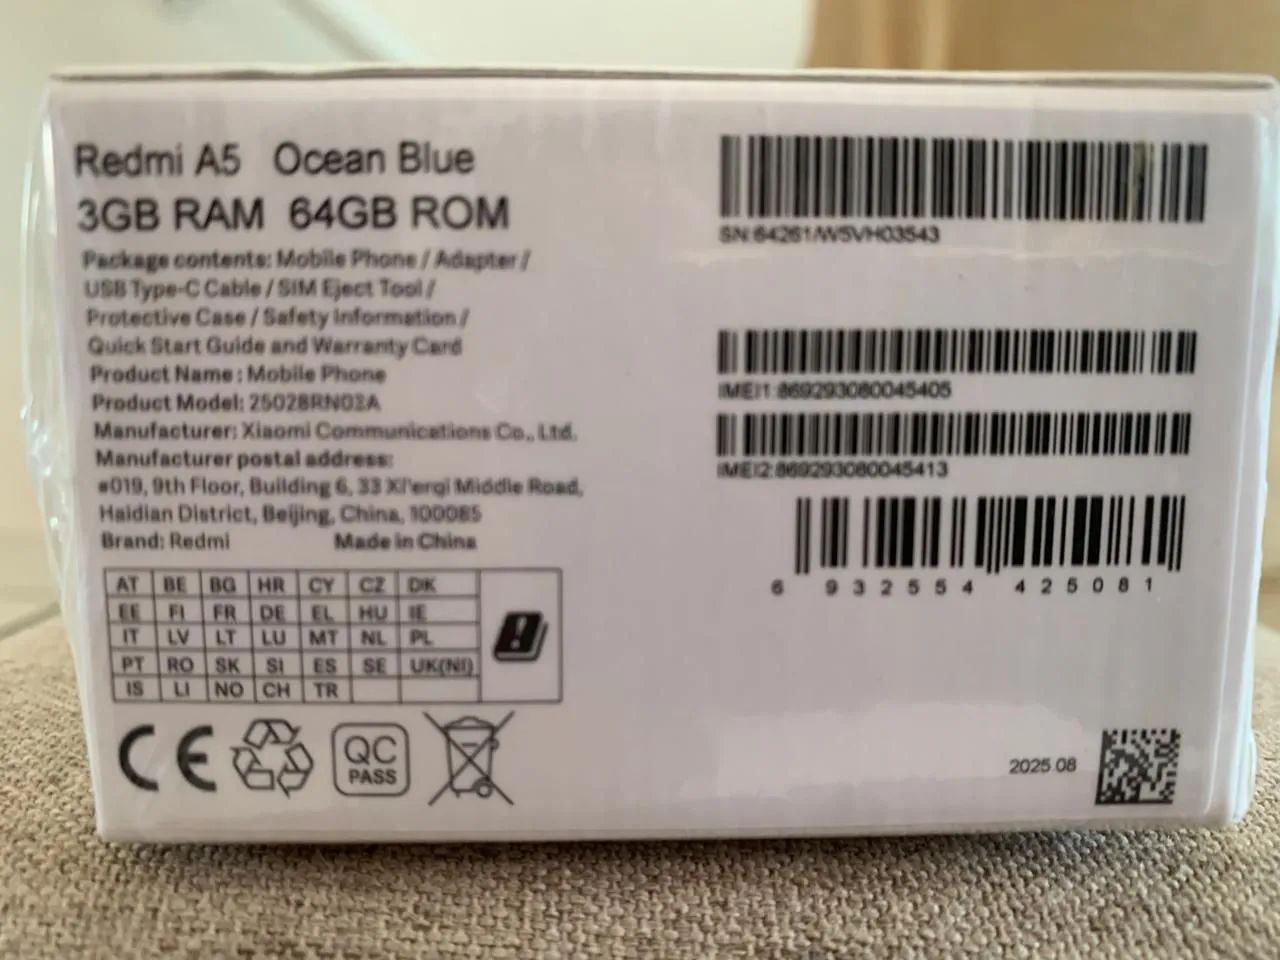 Redmi A5 Ocean Blue
3GB RAM 64GB ROM
Package contents: Mobile Phone / Adapter /
USB Type-C Cable / SIM Eject Tool /
Protective Case / Safety Information /
Quick Start Guide and Warranty Card
Product Name : Mobile Phone
Product Model: 25028RN03A
Manufacturer: Xiaomi Communications Co., Ltd.
Manufacturer postal address:
#019, 9th Floor, Building 6, 33 Xi'erqi Middle Road,
Haidian District, Beijing, China, 100085
Brand: Redmi Made in China
AT BE BG HR CY CZ DK
EE FI FR DE EL HU IE
IT LV LT LU MT NL PL
PT RO SK SI ES SE UK(NI)
IS LI NO CH TR
CE
QC
PASS
SN:64261/W5VH03543
IMEI1:869293080045405
IMEI2:869293080045413
6 932554 425081
2025.08